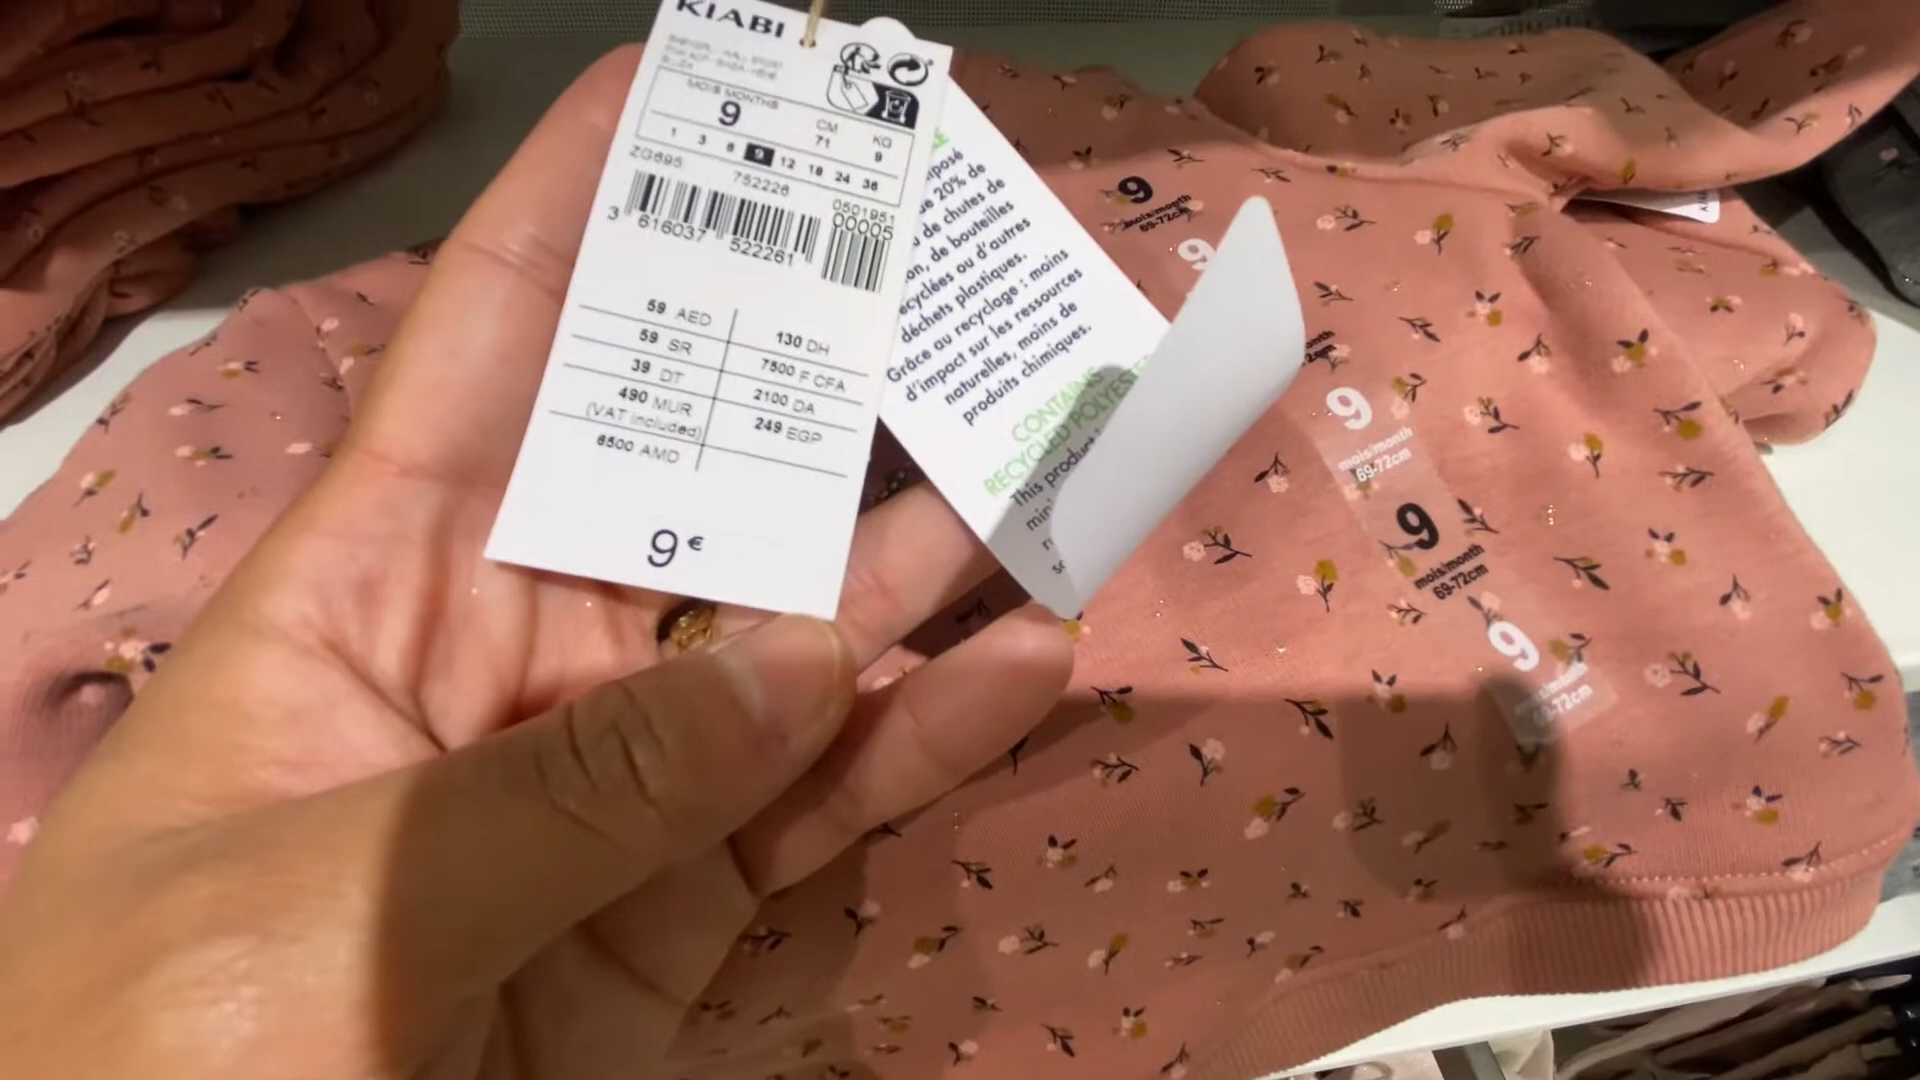 KIABI
MOIS MONTHS
9
CM
71
KG
9
1 3 6 9 12 18 24 36
ZG695
752226
0501951
00005
3 616037 522261
59 AED
59 SR
39 DT
490 MUR
(VAT included)
6500 AMD
130 DH
7500 F CFA
2100 DA
249 EGP
9 €
20% de
de chutes de
de bouteilles
recyclées ou d'autres
déchets plastiques.
Grâce au recyclage : moins
d'impact sur les ressources
naturelles, moins de
produits chimiques.
CONTAINS
RECYCLED POLYESTE
This product
9
mois/month
69-72cm
9
9
mois/month
69-72cm
9
mois/month
69-72cm
9